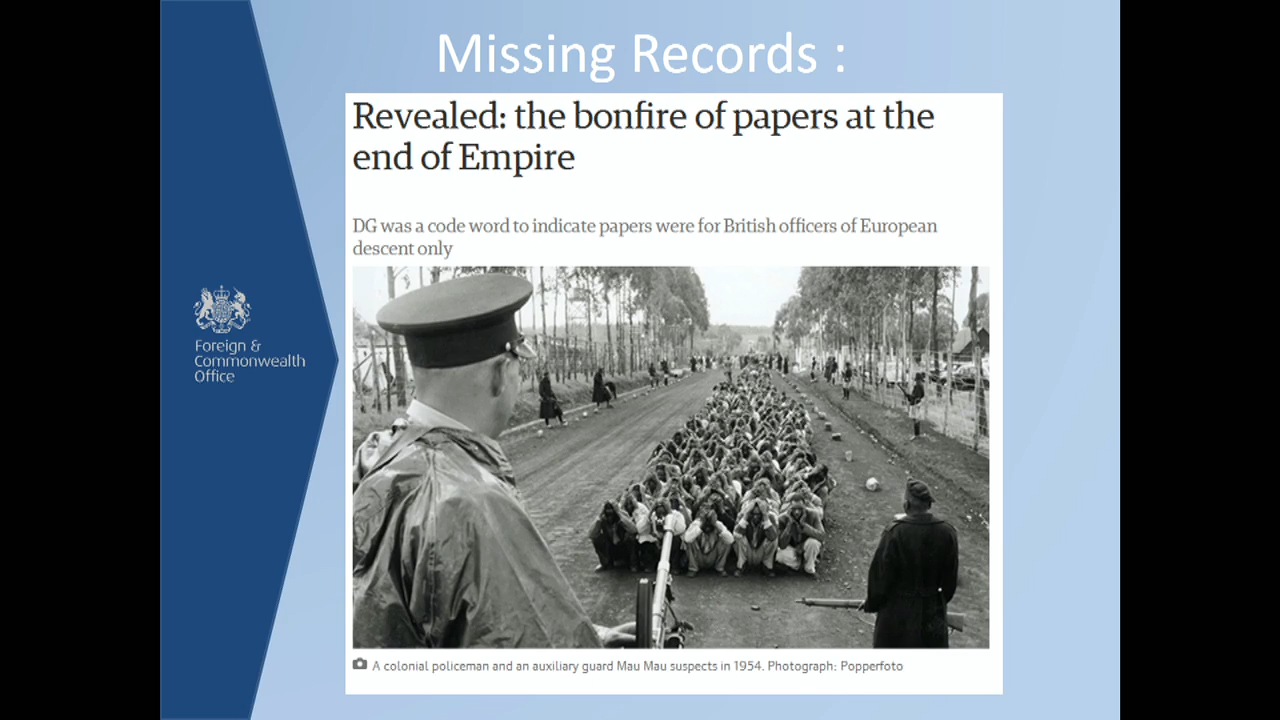 Missing Records :
Revealed: the bonfire of papers at the
end of Empire
DG was a code word to indicate papers were for British officers of European
descent only
Foreign &
Commonwealth
Office
A colonial policeman and an auxiliary guard Mau Mau suspects in 1954. Photograph: Popperfoto